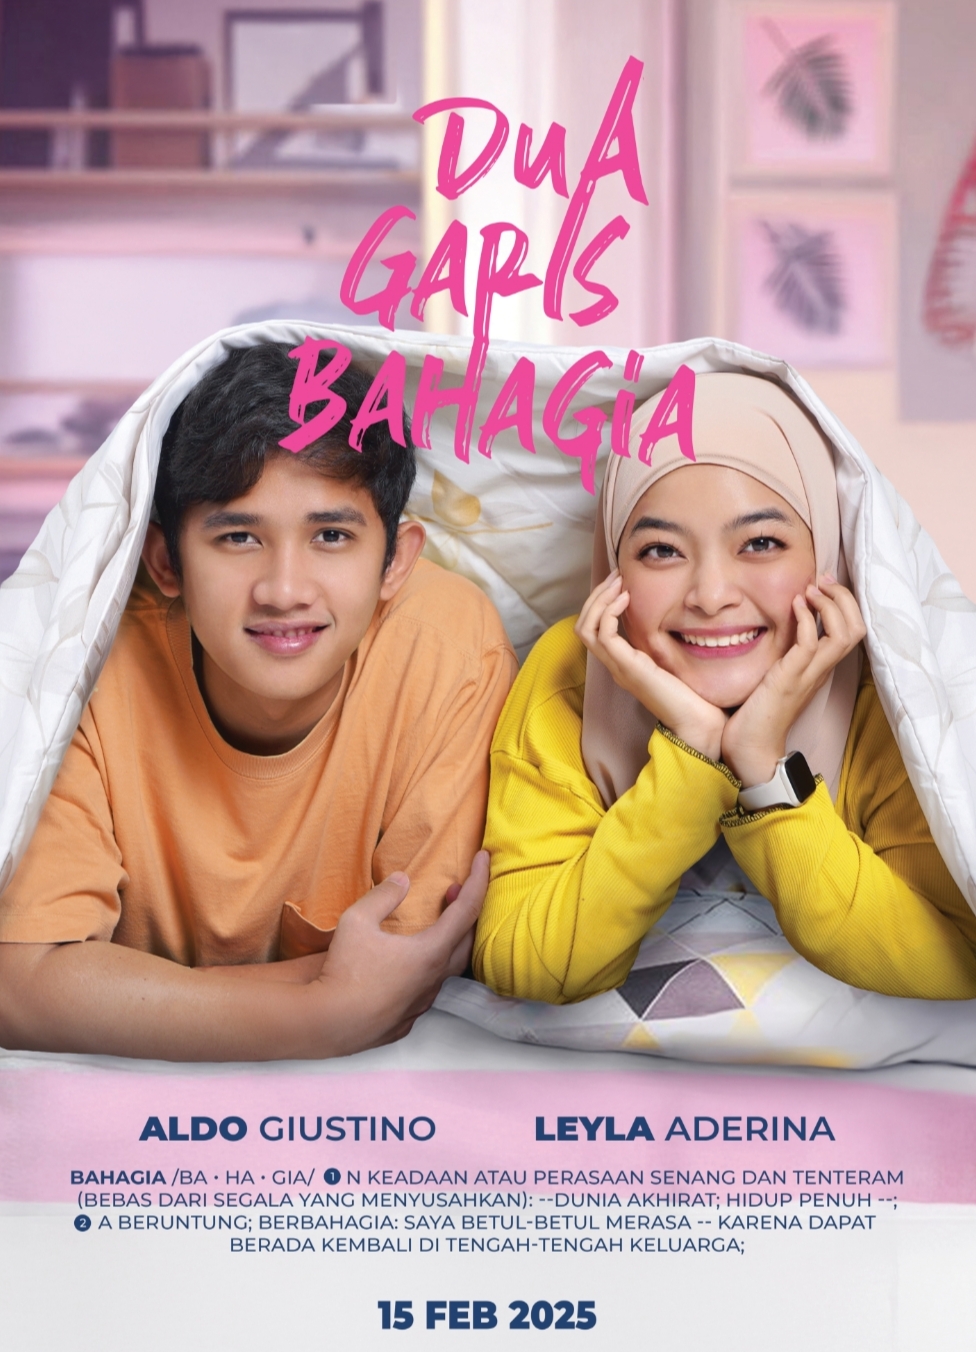 DUA
GARIS
BAHAGIA
ALDO GIUSTINO
LEYLA ADERINA
BAHAGIA /BA • HA • GIA/ 1 N KEADAAN ATAU PERASAAN SENANG DAN TENTERAM
(BEBAS DARI SEGALA YANG MENYUSAHKAN): --DUNIA AKHIRAT; HIDUP PENUH --;
2 A BERUNTUNG; BERBAHAGIA: SAYA BETUL-BETUL MERASA -- KARENA DAPAT
BERADA KEMBALI DI TENGAH-TENGAH KELUARGA;
15 FEB 2025